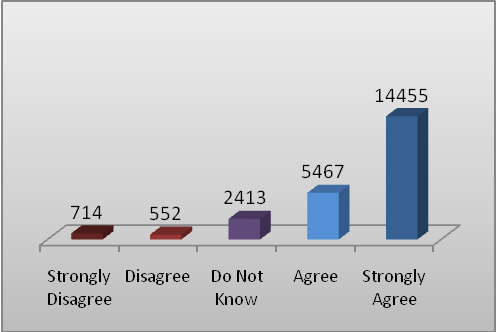 14455
5467
2413
714
552
Strongly Disagree
Disagree
Do Not Know
Agree
Strongly Agree